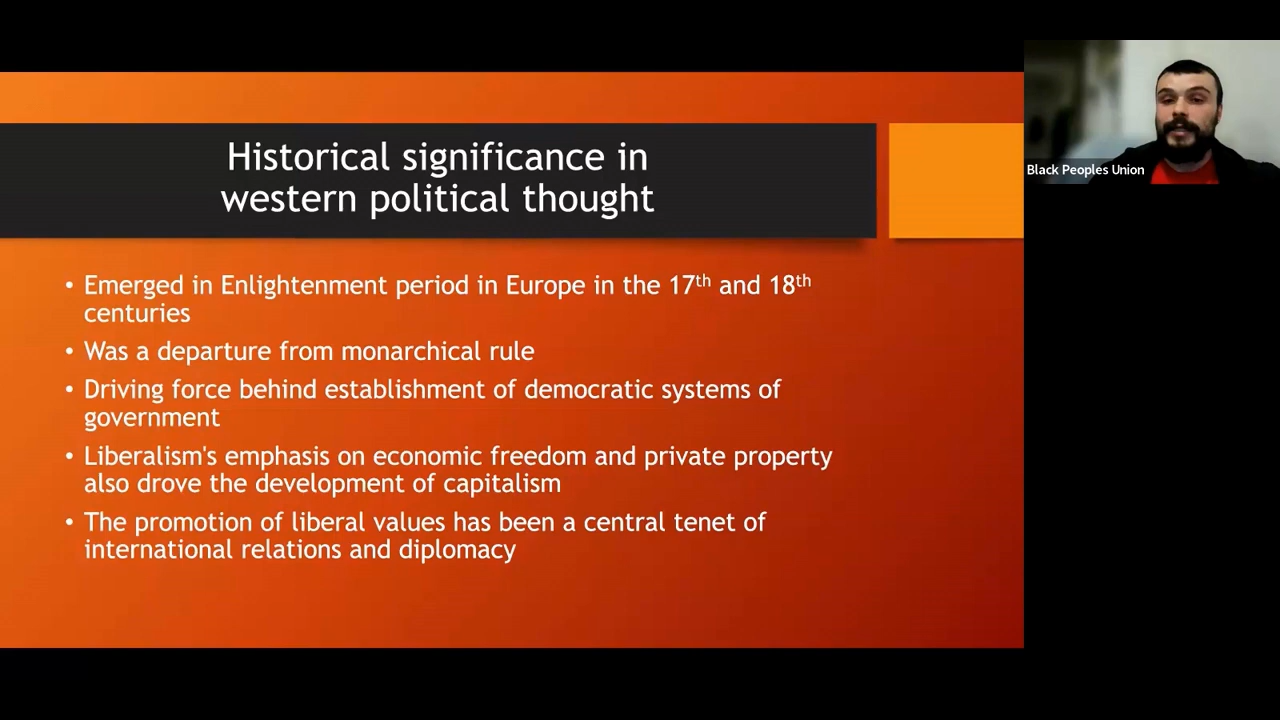 Historical significance in
western political thought
• Emerged in Enlightenment period in Europe in the 17th and 18th
centuries
• Was a departure from monarchical rule
• Driving force behind establishment of democratic systems of
government
• Liberalism's emphasis on economic freedom and private property
also drove the development of capitalism
• The promotion of liberal values has been a central tenet of
international relations and diplomacy
Black Peoples Union